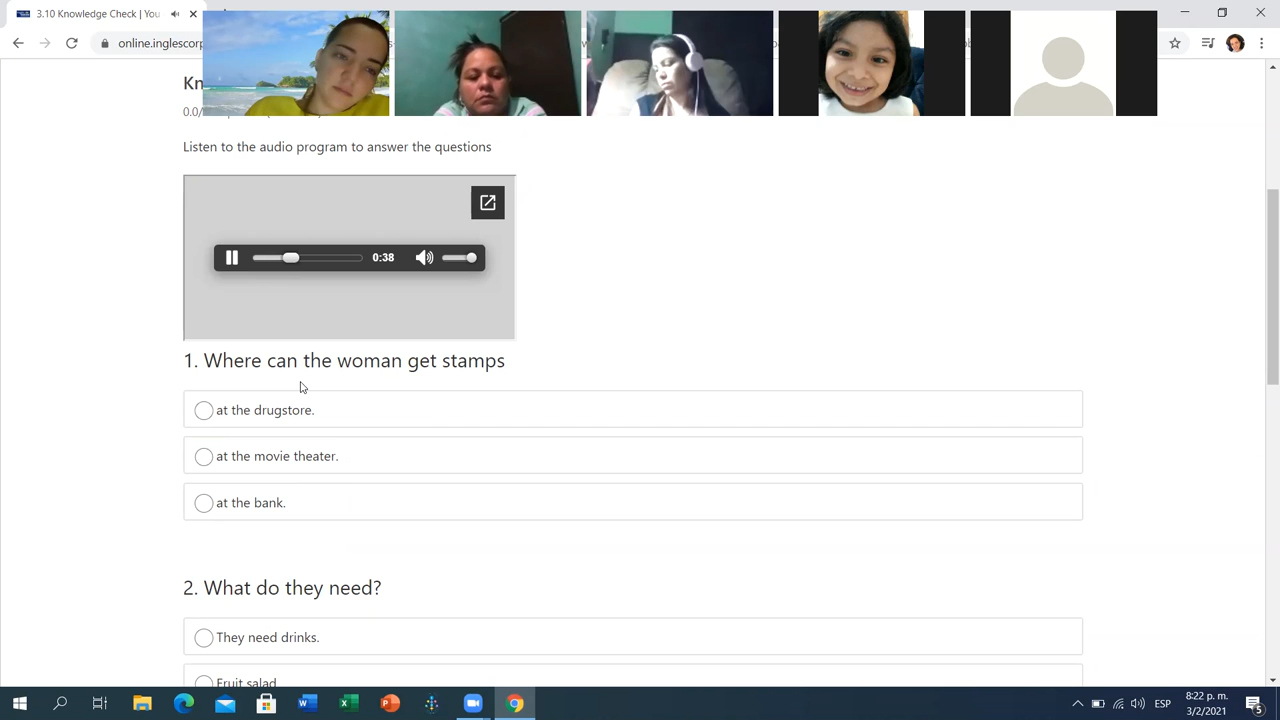 3.10 Knowledge Check | You
online.inglescorp
Kn
0.0/
Listen to the audio program to answer the questions
0:38
1. Where can the woman get stamps
at the drugstore.
at the movie theater.
at the bank.
2. What do they need?
They need drinks.
Fruit salad
ESP
8:22 p. m.
3/2/2021
5